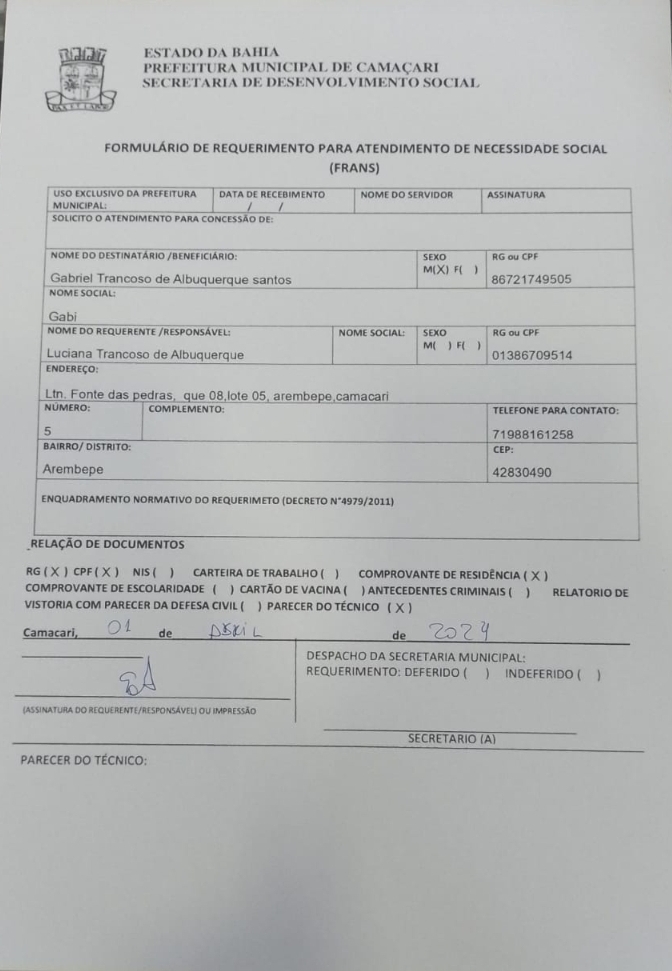 ESTADO DA BAHIA
PREFEITURA MUNICIPAL DE CAMAÇARI
SECRETARIA DE DESENVOLVIMENTO SOCIAL
FORMULÁRIO DE REQUERIMENTO PARA ATENDIMENTO DE NECESSIDADE SOCIAL
(FRANS)
USO EXCLUSIVO DA PREFEITURA MUNICIPAL: DATA DE RECEBIMENTO / / NOME DO SERVIDOR ASSINATURA
SOLICITO O ATENDIMENTO PARA CONCESSÃO DE:
NOME DO DESTINATÁRIO /BENEFICIÁRIO: SEXO RG ou CPF
Gabriel Trancoso de Albuquerque santos M(X) F( ) 86721749505
NOME SOCIAL:
Gabi
NOME DO REQUERENTE /RESPONSÁVEL: NOME SOCIAL: SEXO RG ou CPF
Luciana Trancoso de Albuquerque M( ) F( ) 01386709514
ENDEREÇO:
Ltn. Fonte das pedras, que 08,lote 05, arembepe,camacari
NÚMERO: COMPLEMENTO: TELEFONE PARA CONTATO:
5 71988161258
BAIRRO/ DISTRITO: CEP:
Arembepe 42830490
ENQUADRAMENTO NORMATIVO DO REQUERIMETO (DECRETO N°4979/2011)
RELAÇÃO DE DOCUMENTOS
RG ( X ) CPF( X ) NIS ( ) CARTEIRA DE TRABALHO ( ) COMPROVANTE DE RESIDÊNCIA ( X )
COMPROVANTE DE ESCOLARIDADE ( ) CARTÃO DE VACINA ( ) ANTECEDENTES CRIMINAIS ( ) RELATORIO DE
VISTORIA COM PARECER DA DEFESA CIVIL ( ) PARECER DO TÉCNICO ( X )
Camacari, 01 de ABRIL de 2024
DESPACHO DA SECRETARIA MUNICIPAL:
REQUERIMENTO: DEFERIDO ( ) INDEFERIDO ( )
(ASSINATURA DO REQUERENTE/RESPONSÁVEL) OU IMPRESSÃO
SECRETARIO (A)
PARECER DO TÉCNICO: